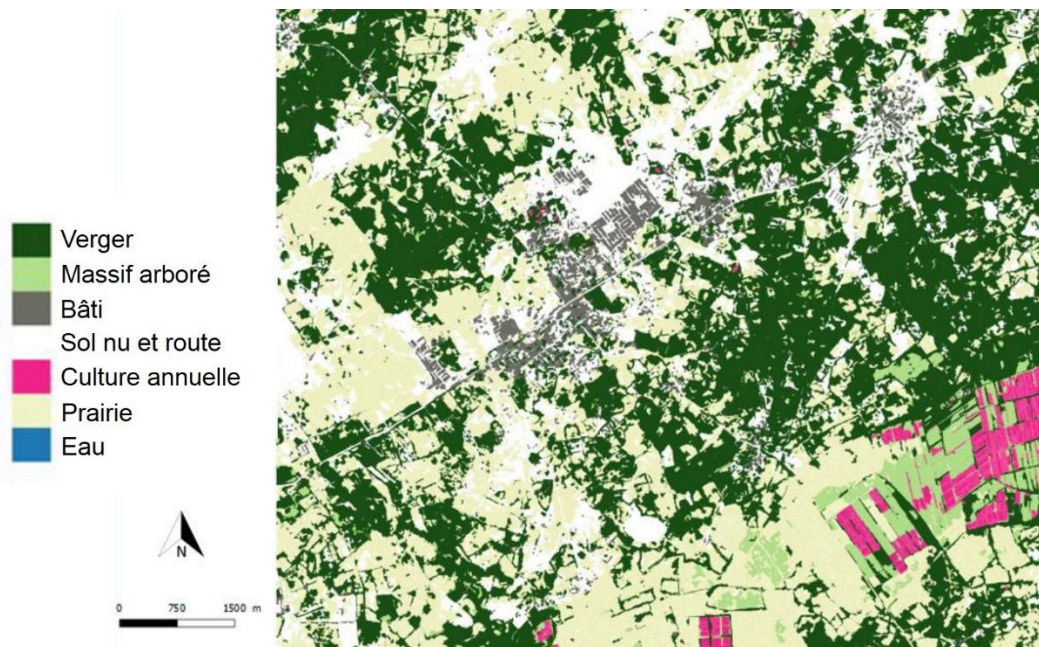 Verger
Massif arboré
Bâti
Sol nu et route
Culture annuelle
Prairie
Eau
N
0 750 1500 m